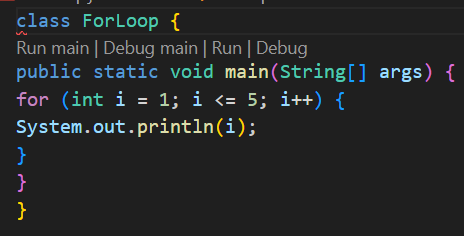 class ForLoop {
Run main | Debug main | Run | Debug
public static void main(String[] args) {
for (int i = 1; i <= 5; i++) {
System.out.println(i);
}
}
}